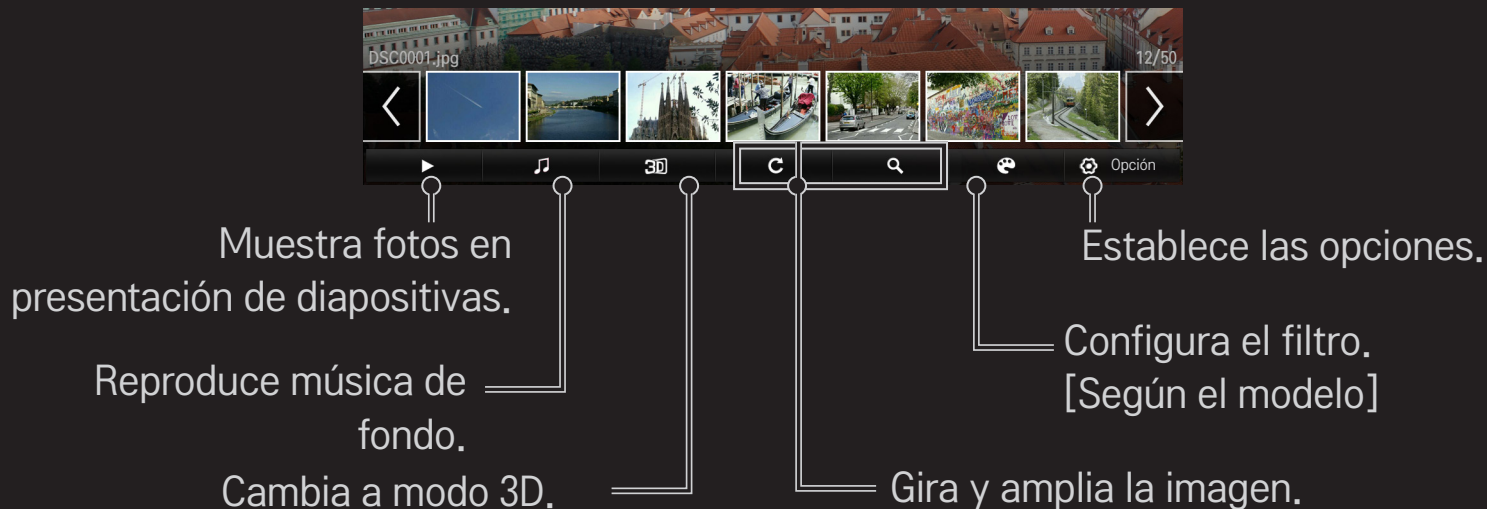 DSC0001.jpg
12/50
3D
Opción
Muestra fotos en
presentación de diapositivas.
Reproduce música de
fondo.
Cambia a modo 3D.
Establece las opciones.
Configura el filtro.
[Según el modelo]
Gira y amplia la imagen.